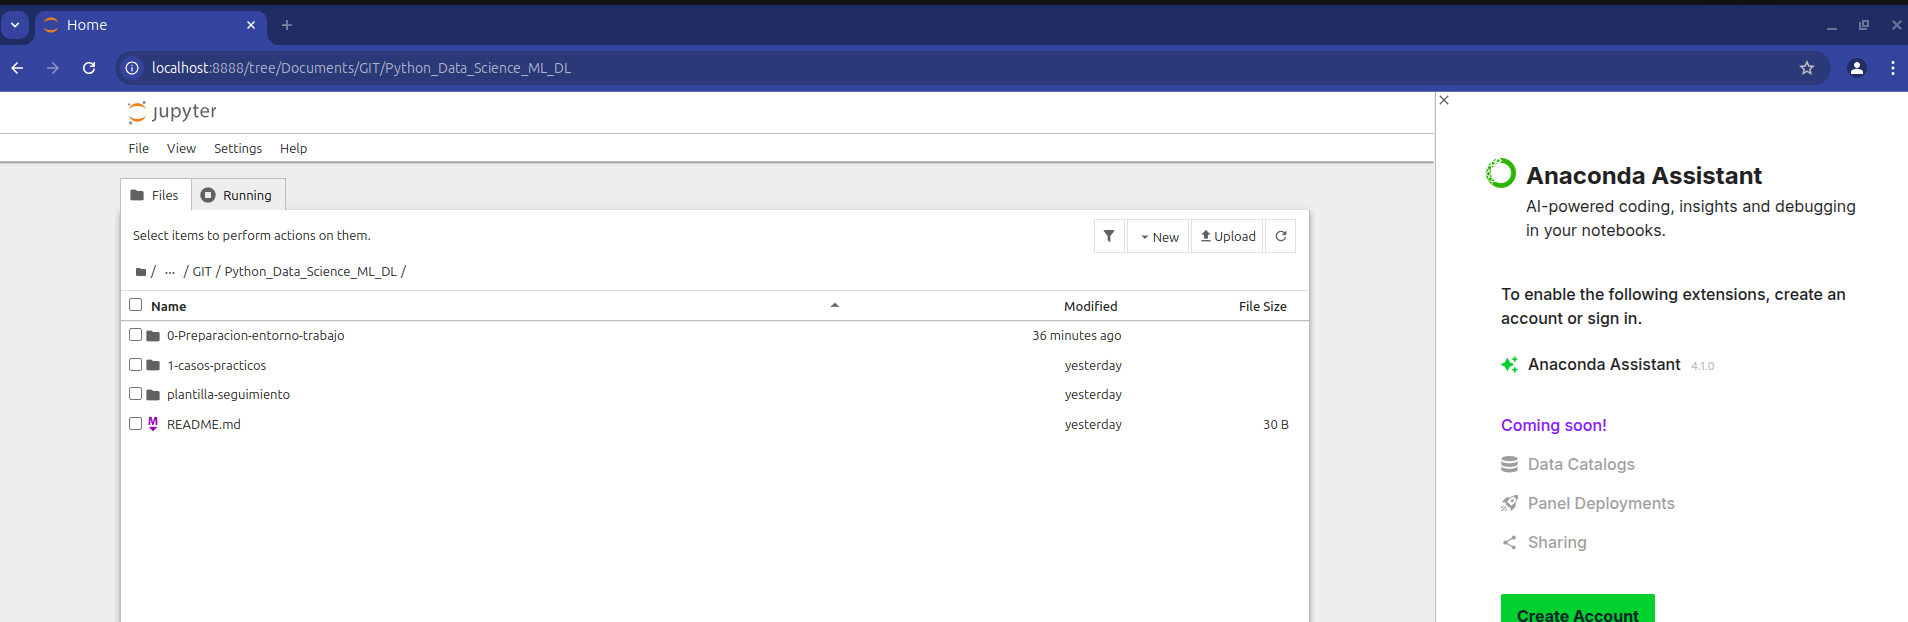 Home
localhost:8888/tree/Documents/GIT/Python_Data_Science_ML_DL
jupyter
File View Settings Help
Files Running
Select items to perform actions on them.
New Upload
/ ... / GIT / Python_Data_Science_ML_DL /
Name Modified File Size
0-Preparacion-entorno-trabajo 36 minutes ago
1-casos-practicos yesterday
plantilla-seguimiento yesterday
README.md yesterday 30 B
Anaconda Assistant
AI-powered coding, insights and debugging
in your notebooks.
To enable the following extensions, create an
account or sign in.
Anaconda Assistant 4.1.0
Coming soon!
Data Catalogs
Panel Deployments
Sharing
Create Account